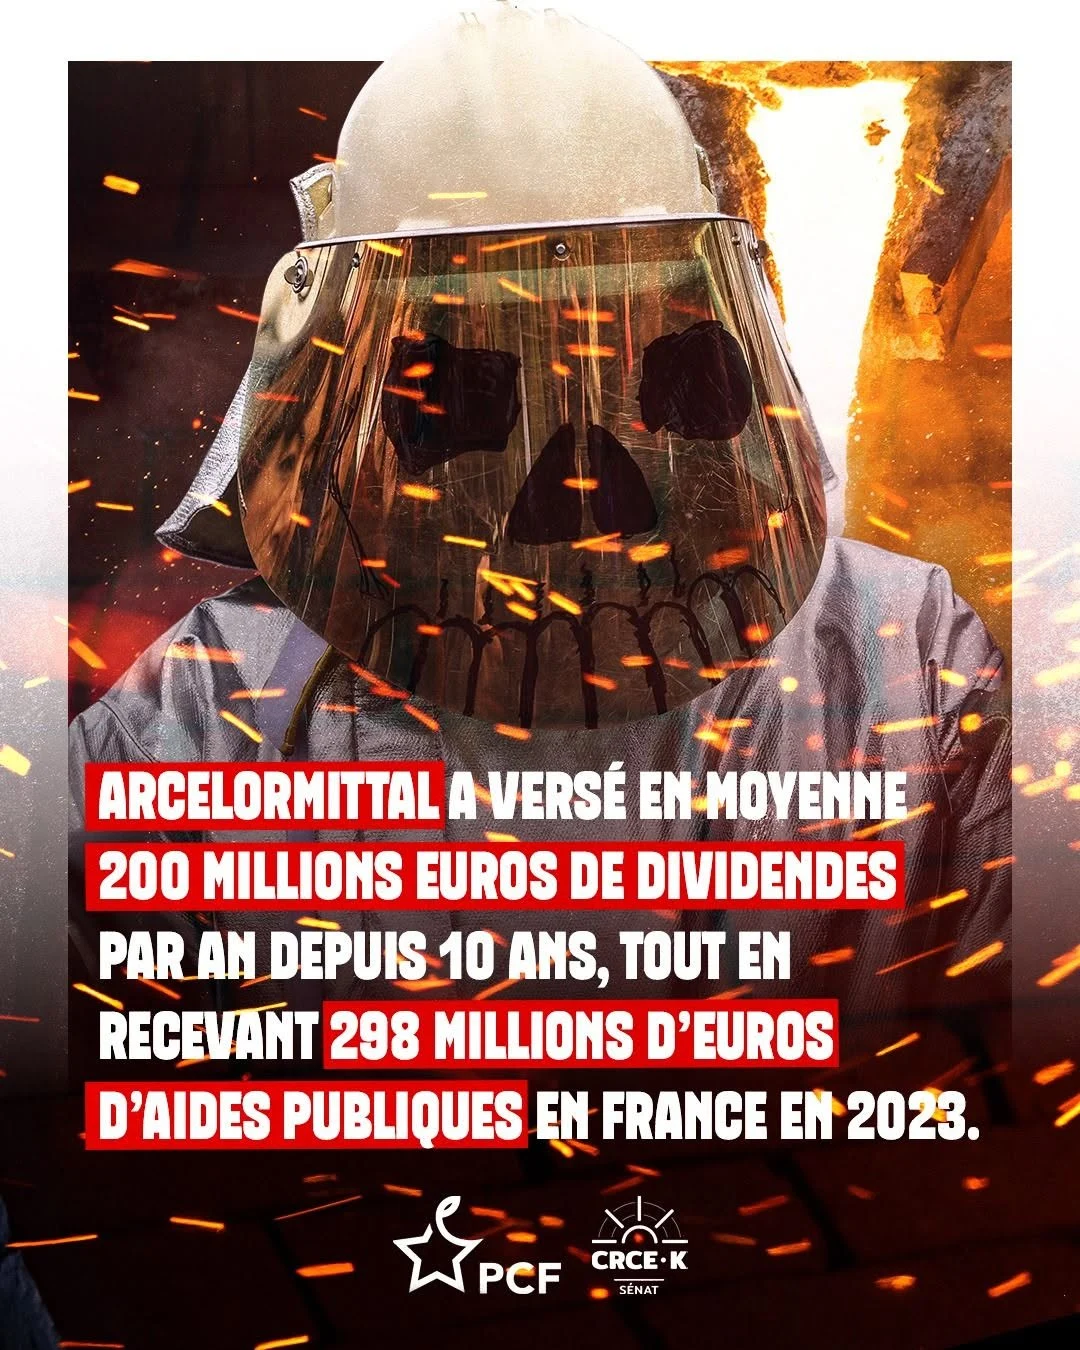 ARCELORMITTAL A VERSÉ EN MOYENNE
200 MILLIONS EUROS DE DIVIDENDES
PAR AN DEPUIS 10 ANS, TOUT EN
RECEVANT 298 MILLIONS D'EUROS
D'AIDES PUBLIQUES EN FRANCE EN 2023.
PCF
CRCE·K
SÉNAT